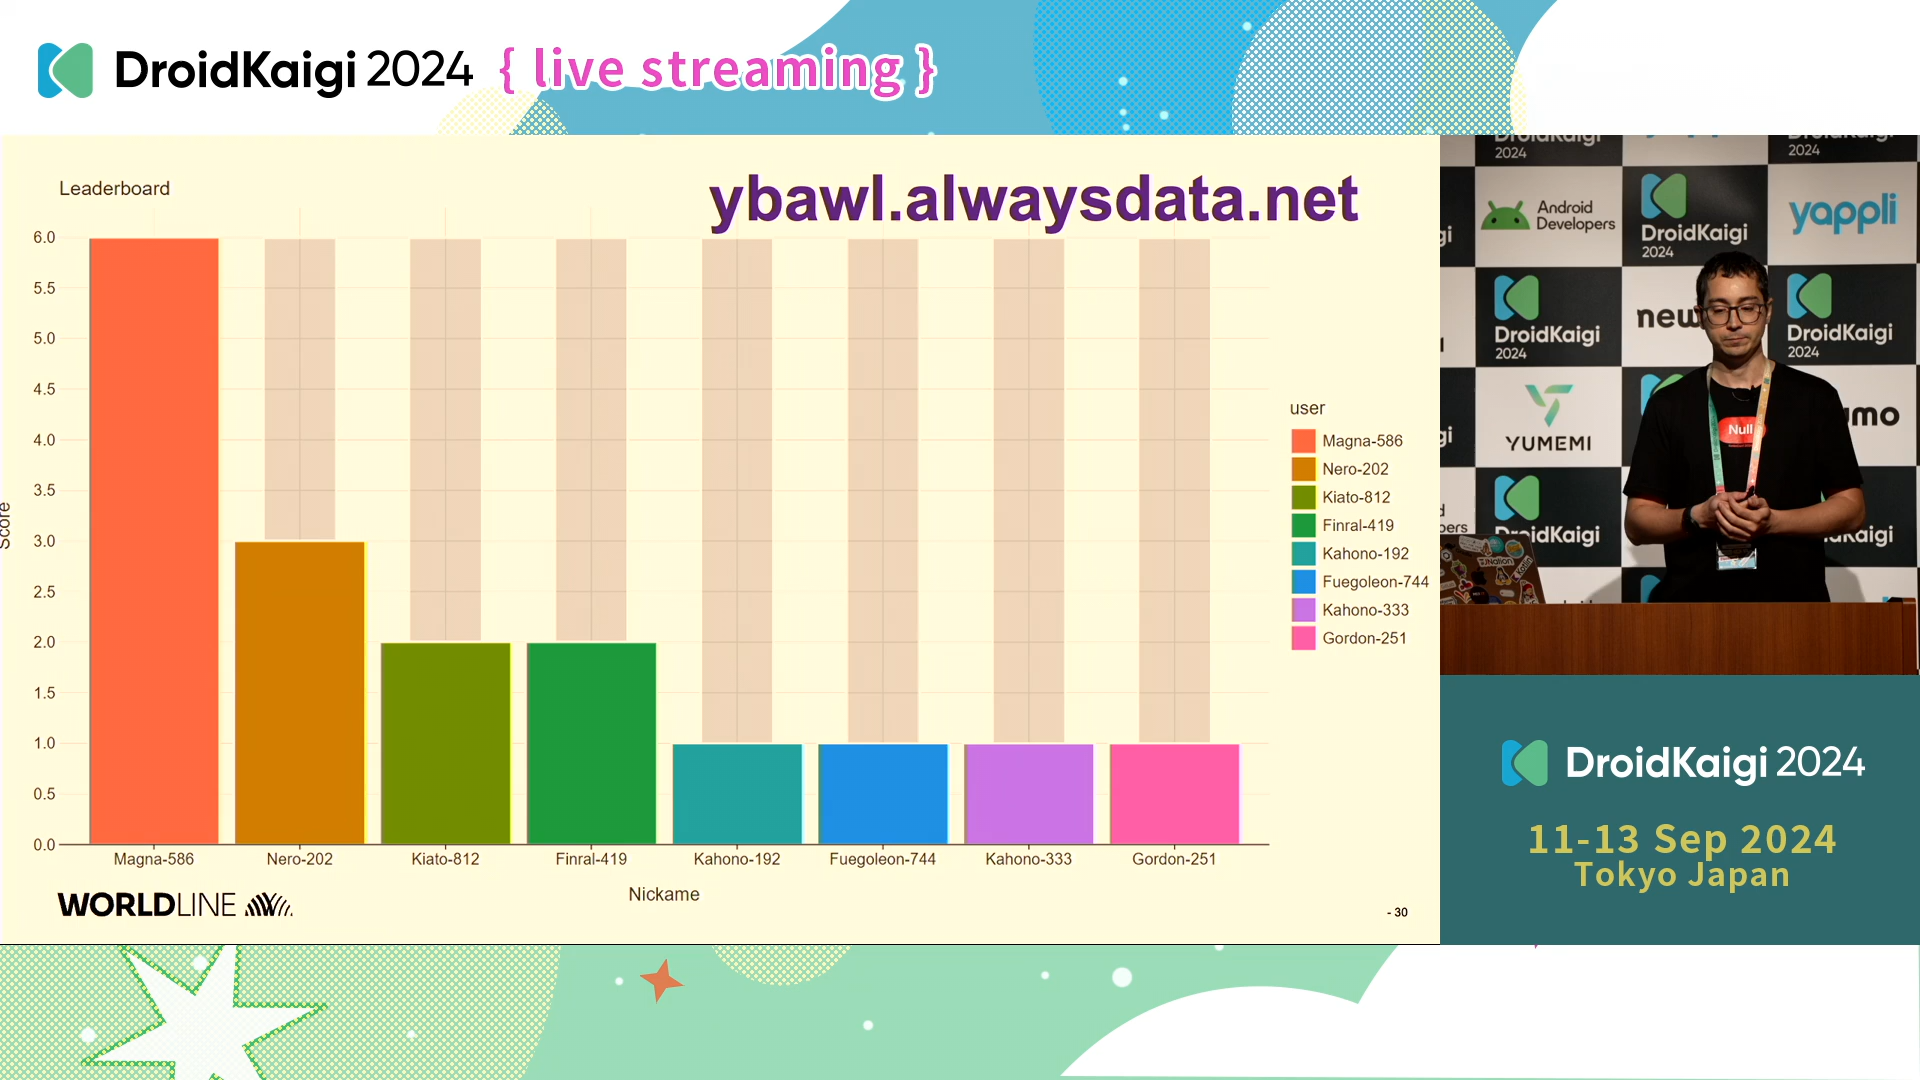 DroidKaigi 2024 { live streaming }
Leaderboard
ybawl.alwaysdata.net
6.0
5.5
5.0
4.5
4.0
3.5
3.0
2.5
2.0
1.5
1.0
0.5
0.0
Score
Magna-586
Nero-202
Kiato-812
Finral-419
Kahono-192
Fuegoleon-744
Kahono-333
Gordon-251
Nickame
user
Magna-586
Nero-202
Kiato-812
Finral-419
Kahono-192
Fuegoleon-744
Kahono-333
Gordon-251
WORLDLINE
- 30
DroidKaigi
2024
2024
Android
Developers
DroidKaigi
2024
yappli
DroidKaigi
2024
new
DroidKaigi
2024
YUMEMI
Null
DroidKaigi
Kotlin
DroidKaigi 2024
11-13 Sep 2024
Tokyo Japan